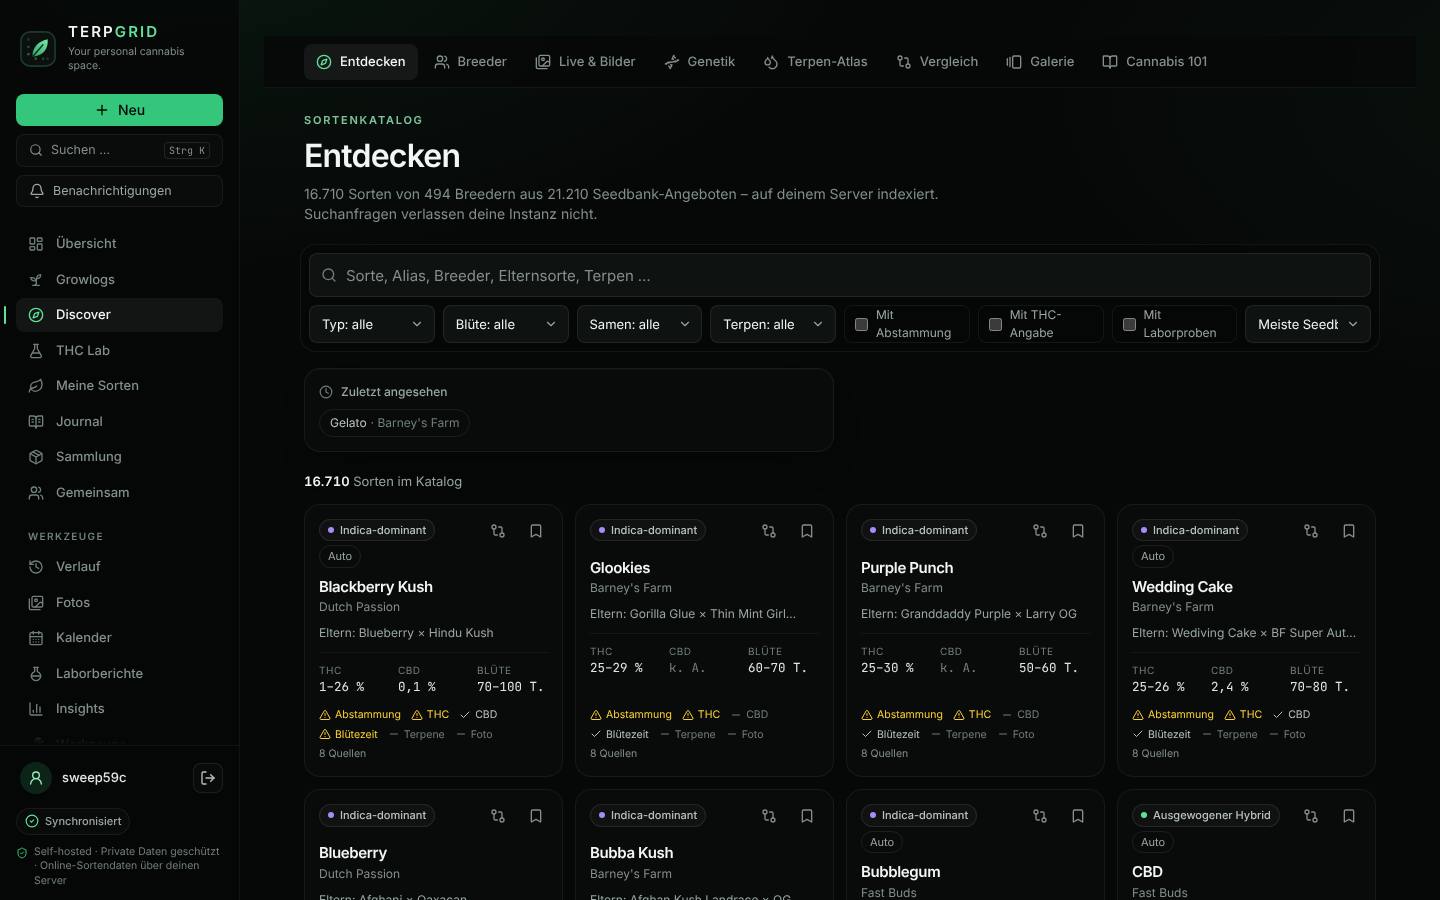 TERPGRID
Your personal cannabis
space.
Neu
Suchen ...
Strg K
Benachrichtigungen
Übersicht
Growlogs
Discover
THC Lab
Meine Sorten
Journal
Sammlung
Gemeinsam
WERKZEUGE
Verlauf
Fotos
Kalender
Laborberichte
Insights
Werkzeuge
sweep59c
Synchronisiert
Self-hosted · Private Daten geschützt
· Online-Sortendaten über deinen
Server
Entdecken
Breeder
Live & Bilder
Genetik
Terpen-Atlas
Vergleich
Galerie
Cannabis 101
SORTENKATALOG
Entdecken
16.710 Sorten von 494 Breedern aus 21.210 Seedbank-Angeboten – auf deinem Server indexiert.
Suchanfragen verlassen deine Instanz nicht.
Sorte, Alias, Breeder, Elternsorte, Terpen ...
Typ: alle
Blüte: alle
Samen: alle
Terpen: alle
Mit
Abstammung
Mit THC-
Angabe
Mit
Laborproben
Meiste Seedb
Zuletzt angesehen
Gelato · Barney's Farm
16.710 Sorten im Katalog
Indica-dominant
Auto
Blackberry Kush
Dutch Passion
Eltern: Blueberry × Hindu Kush
THC CBD BLÜTE
1–26 % 0,1 % 70–100 T.
Abstammung THC CBD
Blütezeit Terpene Foto
8 Quellen
Indica-dominant
Glookies
Barney's Farm
Eltern: Gorilla Glue × Thin Mint Girl...
THC CBD BLÜTE
25–29 % k. A. 60–70 T.
Abstammung THC CBD
Blütezeit Terpene Foto
8 Quellen
Indica-dominant
Purple Punch
Barney's Farm
Eltern: Granddaddy Purple × Larry OG
THC CBD BLÜTE
25–30 % k. A. 50–60 T.
Abstammung THC CBD
Blütezeit Terpene Foto
8 Quellen
Indica-dominant
Auto
Wedding Cake
Barney's Farm
Eltern: Wediving Cake × BF Super Aut...
THC CBD BLÜTE
25–26 % 2,4 % 70–80 T.
Abstammung THC CBD
Blütezeit Terpene Foto
8 Quellen
Indica-dominant
Blueberry
Dutch Passion
Eltern: Afghani × Oaxacan
Indica-dominant
Bubba Kush
Barney's Farm
Eltern: Afghan Kush Landrace × OG
Indica-dominant
Auto
Bubblegum
Fast Buds
Ausgewogener Hybrid
Auto
CBD
Fast Buds